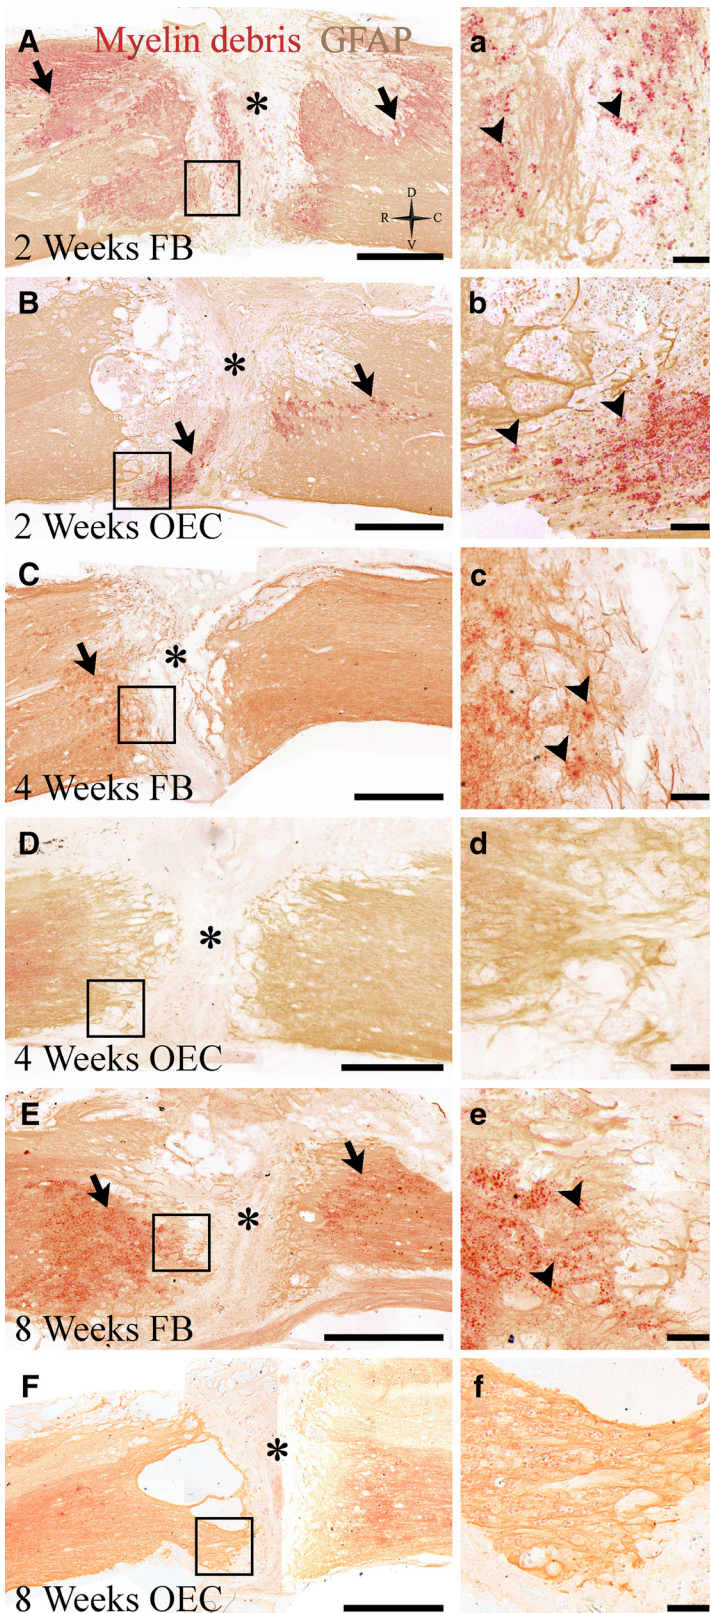 A Myelin debris GFAP
a
*
D
R C
V
2 Weeks FB
B
b
*
2 Weeks OEC
C
c
*
4 Weeks FB
D
d
*
4 Weeks OEC
E
e
*
8 Weeks FB
F
f
*
8 Weeks OEC